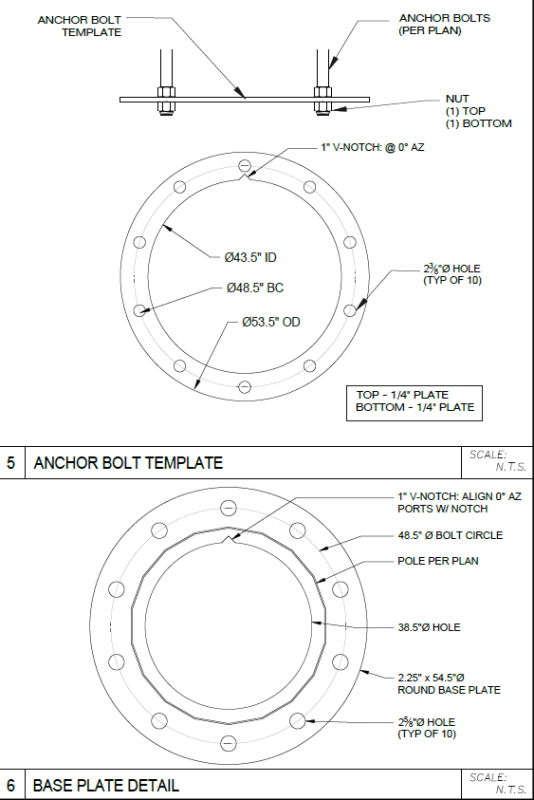 ANCHOR BOLT
TEMPLATE
ANCHOR BOLTS
(PER PLAN)
NUT
(1) TOP
(1) BOTTOM
1" V-NOTCH: @ 0° AZ
Ø43.5" ID
2⅜"Ø HOLE
(TYP OF 10)
Ø48.5" BC
Ø53.5" OD
TOP - 1/4" PLATE
BOTTOM - 1/4" PLATE
5 ANCHOR BOLT TEMPLATE
SCALE:
N.T.S.
1" V-NOTCH: ALIGN 0° AZ
PORTS W/ NOTCH
48.5" Ø BOLT CIRCLE
POLE PER PLAN
38.5"Ø HOLE
2.25" x 54.5"Ø
ROUND BASE PLATE
2⅝"Ø HOLE
(TYP OF 10)
6 BASE PLATE DETAIL
SCALE:
N.T.S.